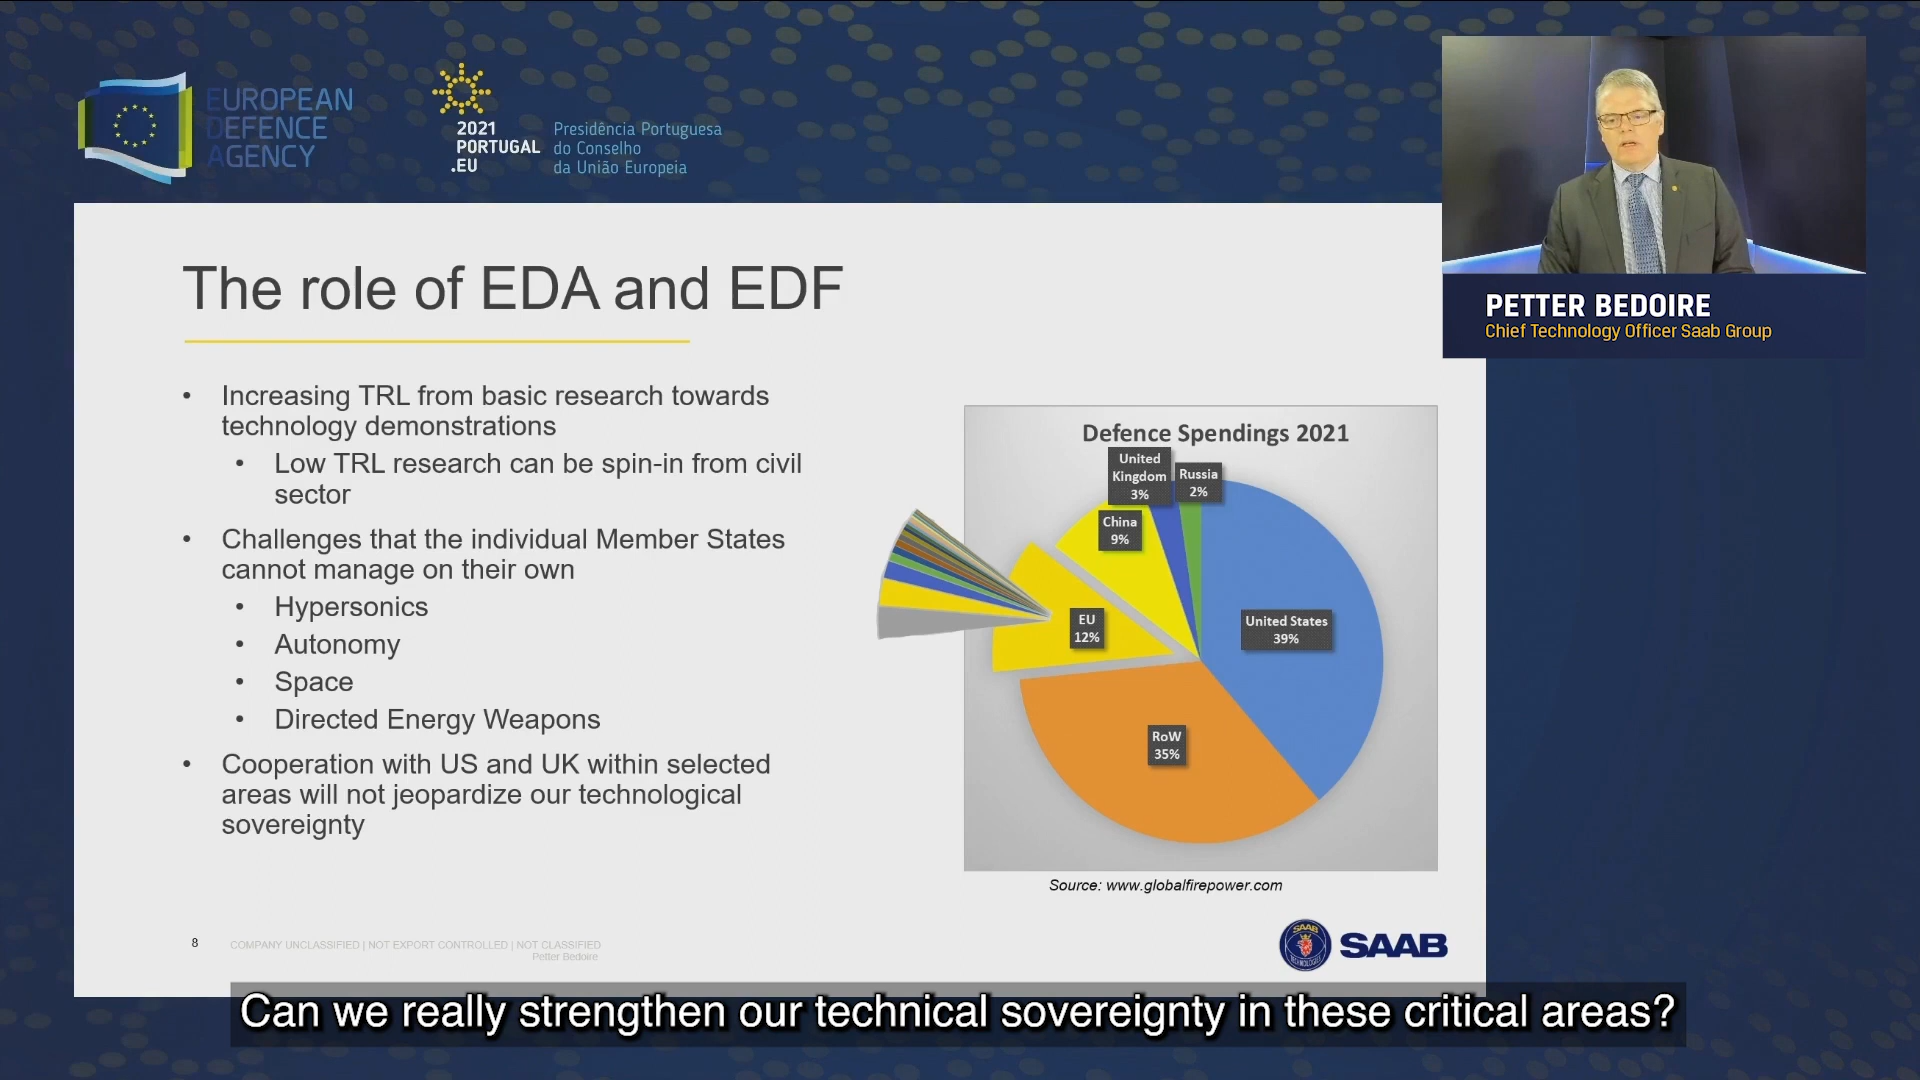 EUROPEAN
DEFENCE
AGENCY
2021
PORTUGAL
.EU
Presidência Portuguesa
do Conselho
da União Europeia
PETTER BEDOIRE
Chief Technology Officer Saab Group
The role of EDA and EDF
• Increasing TRL from basic research towards
technology demonstrations
• Low TRL research can be spin-in from civil
sector
• Challenges that the individual Member States
cannot manage on their own
• Hypersonics
• Autonomy
• Space
• Directed Energy Weapons
• Cooperation with US and UK within selected
areas will not jeopardize our technological
sovereignty
Defence Spendings 2021
United
Kingdom
3%
Russia
2%
China
9%
EU
12%
United States
39%
RoW
35%
Source: www.globalfirepower.com
8
COMPANY UNCLASSIFIED | NOT EXPORT CONTROLLED | NOT CLASSIFIED
Petter Bedoire
SAAB
TECHNOLOGIES
SAAB
Can we really strengthen our technical sovereignty in these critical areas?